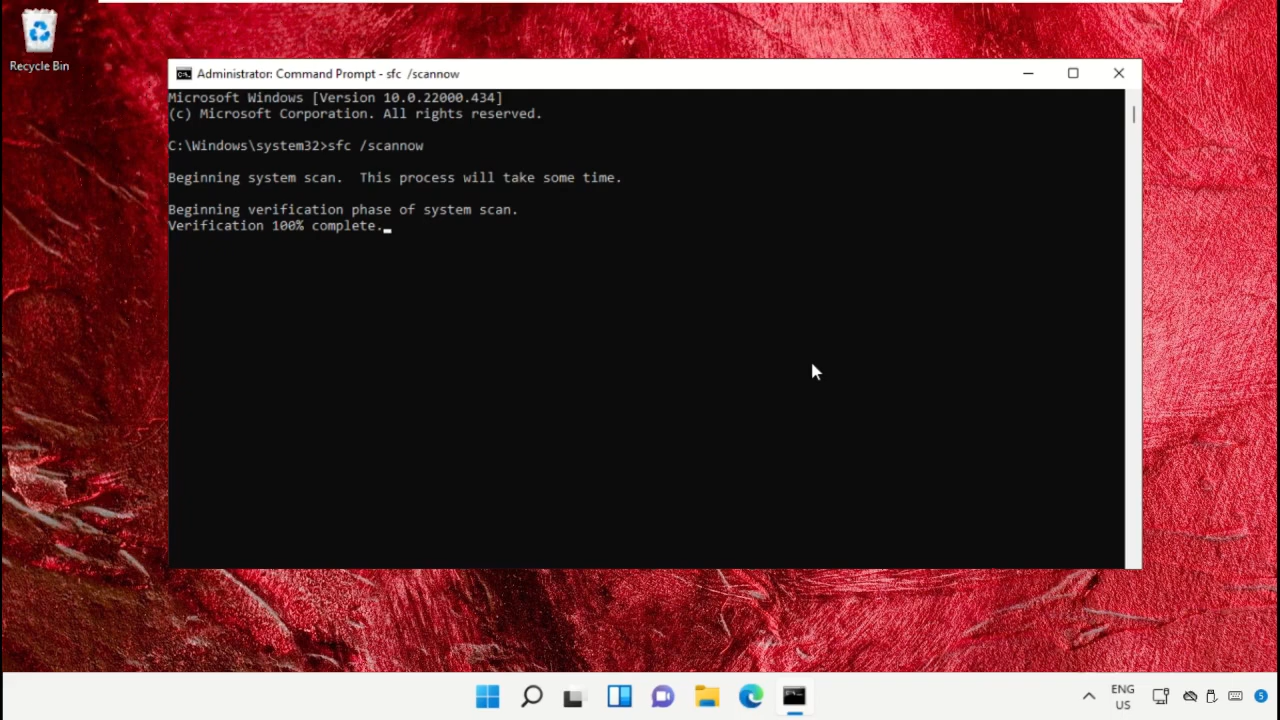 Recycle Bin
Administrator: Command Prompt - sfc  /scannow
Microsoft Windows [Version 10.0.22000.434]
(c) Microsoft Corporation. All rights reserved.
C:\Windows\system32>sfc /scannow
Beginning system scan.  This process will take some time.
Beginning verification phase of system scan.
Verification 100% complete.
ENG
US
5